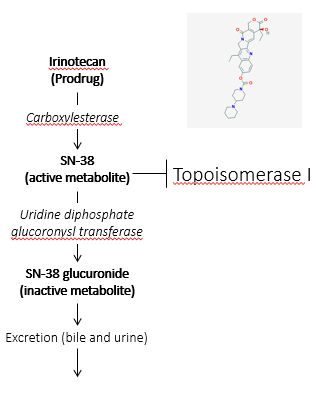 Irinotecan
(Prodrug)
Carboxylesterase
SN-38
(active metabolite)
Topoisomerase I
Uridine diphosphate
glucoronysl transferase
SN-38 glucuronide
(inactive metabolite)
Excretion (bile and urine)